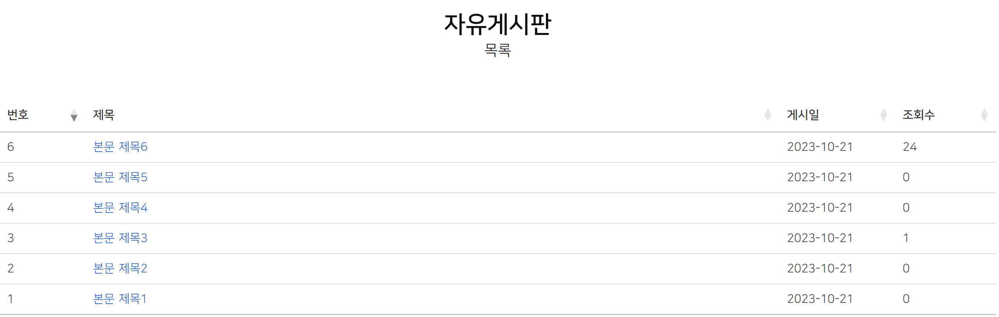 자유게시판
목록
번호 제목 게시일 조회수
6 본문 제목6 2023-10-21 24
5 본문 제목5 2023-10-21 0
4 본문 제목4 2023-10-21 0
3 본문 제목3 2023-10-21 1
2 본문 제목2 2023-10-21 0
1 본문 제목1 2023-10-21 0